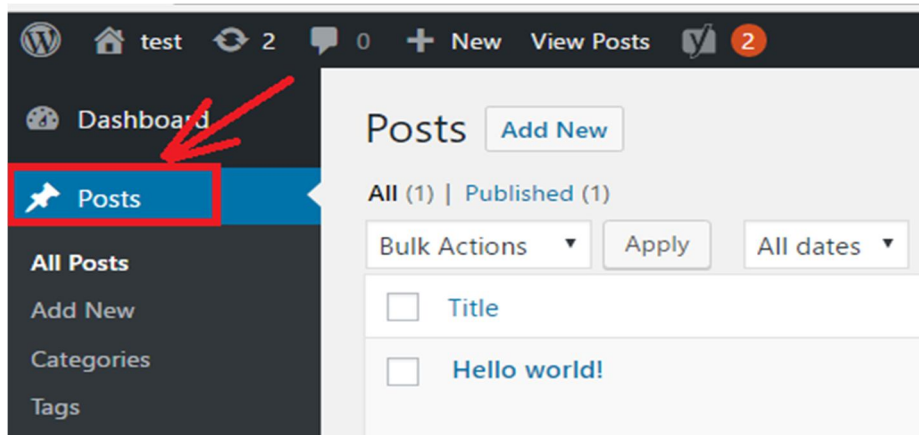 test 2 0 + New View Posts 2
Dashboard
Posts
All Posts
Add New
Categories
Tags
Posts Add New
All (1) | Published (1)
Bulk Actions Apply All dates
Title
Hello world!